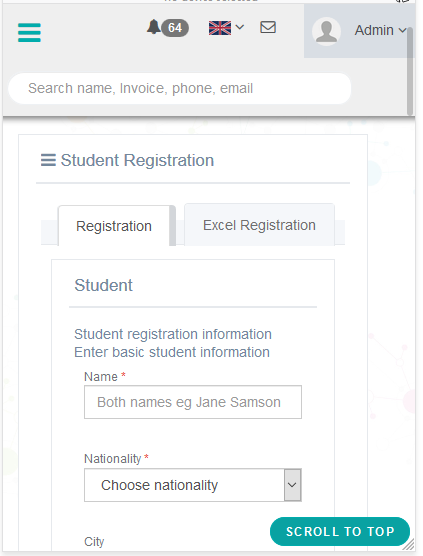 64
Admin
Search name, Invoice, phone, email
Student Registration
Registration
Excel Registration
Student
Student registration information
Enter basic student information
Name *
Both names eg Jane Samson
Nationality *
Choose nationality
SCROLL TO TOP
City